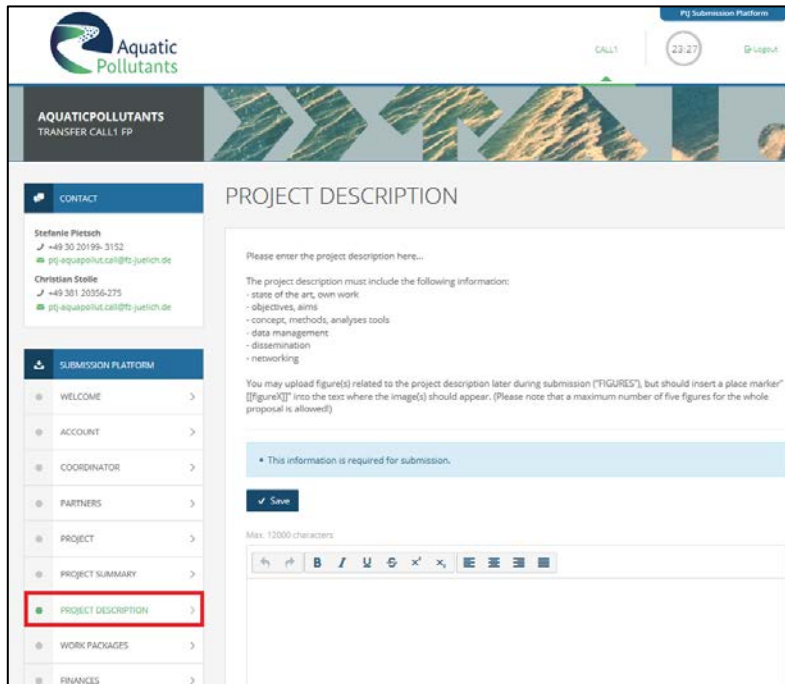 PtJ Submission Platform
Aquatic
Pollutants
CALL1
23:27
Logout
AQUATICPOLLUTANTS
TRANSFER CALL1 FP
CONTACT
Stefanie Pietsch
+49 30 20199- 3152
ptj-aquapollut.call@fz-juelich.de
Christian Stolle
+49 381 20356-275
ptj-aquapollut.call@fz-juelich.de
SUBMISSION PLATFORM
WELCOME
ACCOUNT
COORDINATOR
PARTNERS
PROJECT
PROJECT SUMMARY
PROJECT DESCRIPTION
WORK PACKAGES
FINANCES
PROJECT DESCRIPTION
Please enter the project description here...
The project description must include the following information:
- state of the art, own work
- objectives, aims
- concept, methods, analyses tools
- data management
- dissemination
- networking
You may upload figure(s) related to the project description later during submission ("FIGURES"), but should insert a place marker"
[[figureX]]" into the text where the image(s) should appear. (Please note that a maximum number of five figures for the whole
proposal is allowed!)
• This information is required for submission.
Save
Max. 12000 characters
B I U S x² x₂